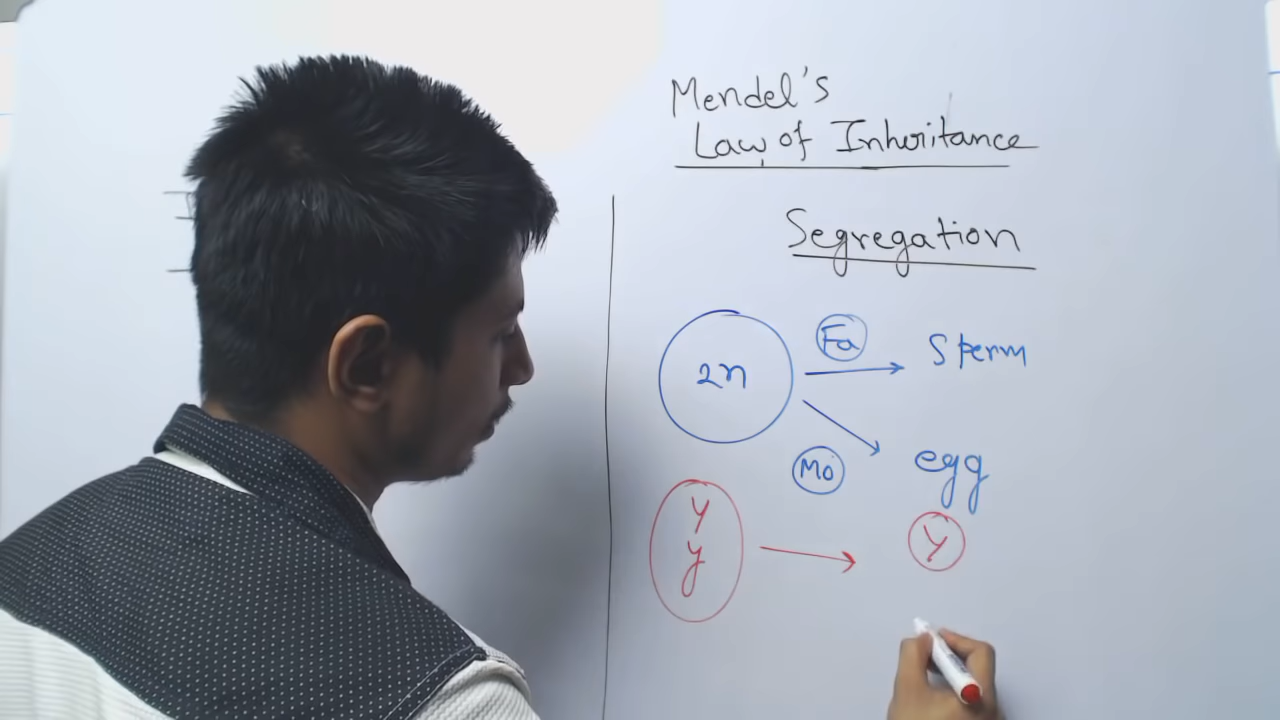 Mendel's
Law of Inheritance
Segregation
2n
Fa
Sperm
Mo
egg
Y
y
Y